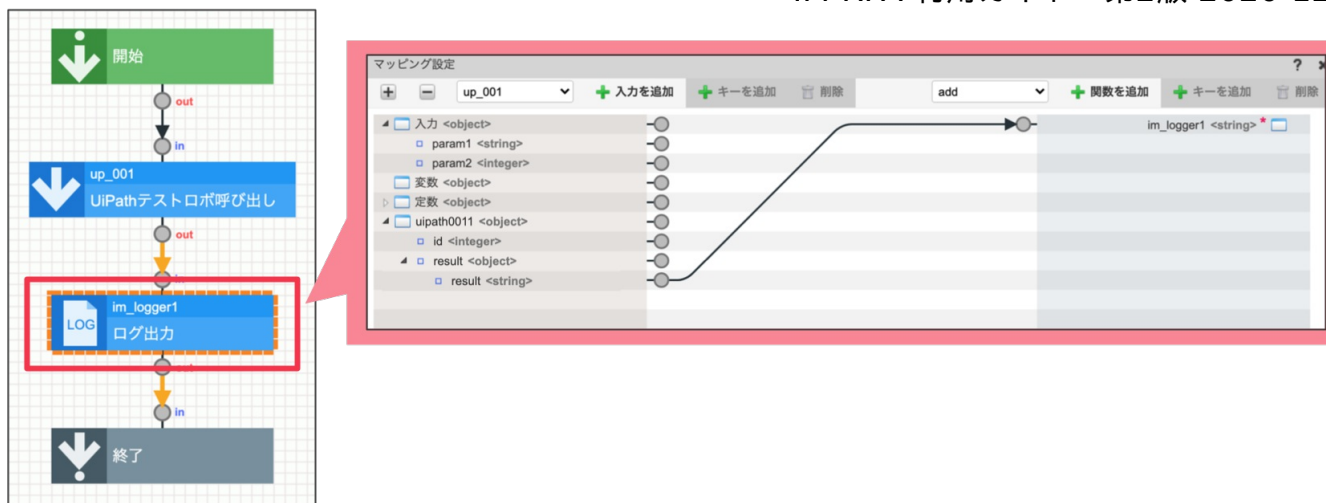 開始
out
in
up_001
UiPathテストロボ呼び出し
out
im_logger1
LOG
ログ出力
in
終了
マッピング設定
? x
up_001 入力を追加 キーを追加 削除 add 関数を追加 キーを追加 削除
入力 <object> im_logger1 <string> *
param1 <string>
param2 <integer>
変数 <object>
定数 <object>
uipath0011 <object>
id <integer>
result <object>
result <string>